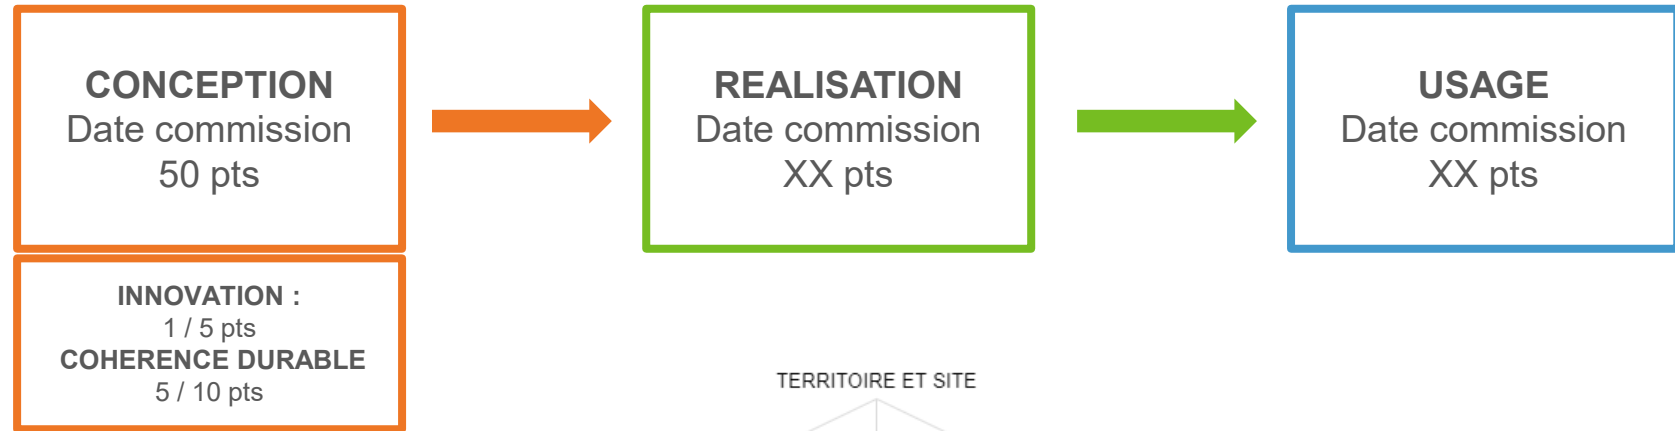 CONCEPTION
Date commission
50 pts
REALISATION
Date commission
XX pts
USAGE
Date commission
XX pts
INNOVATION :
1 / 5 pts
COHERENCE DURABLE
5 / 10 pts
TERRITOIRE ET SITE